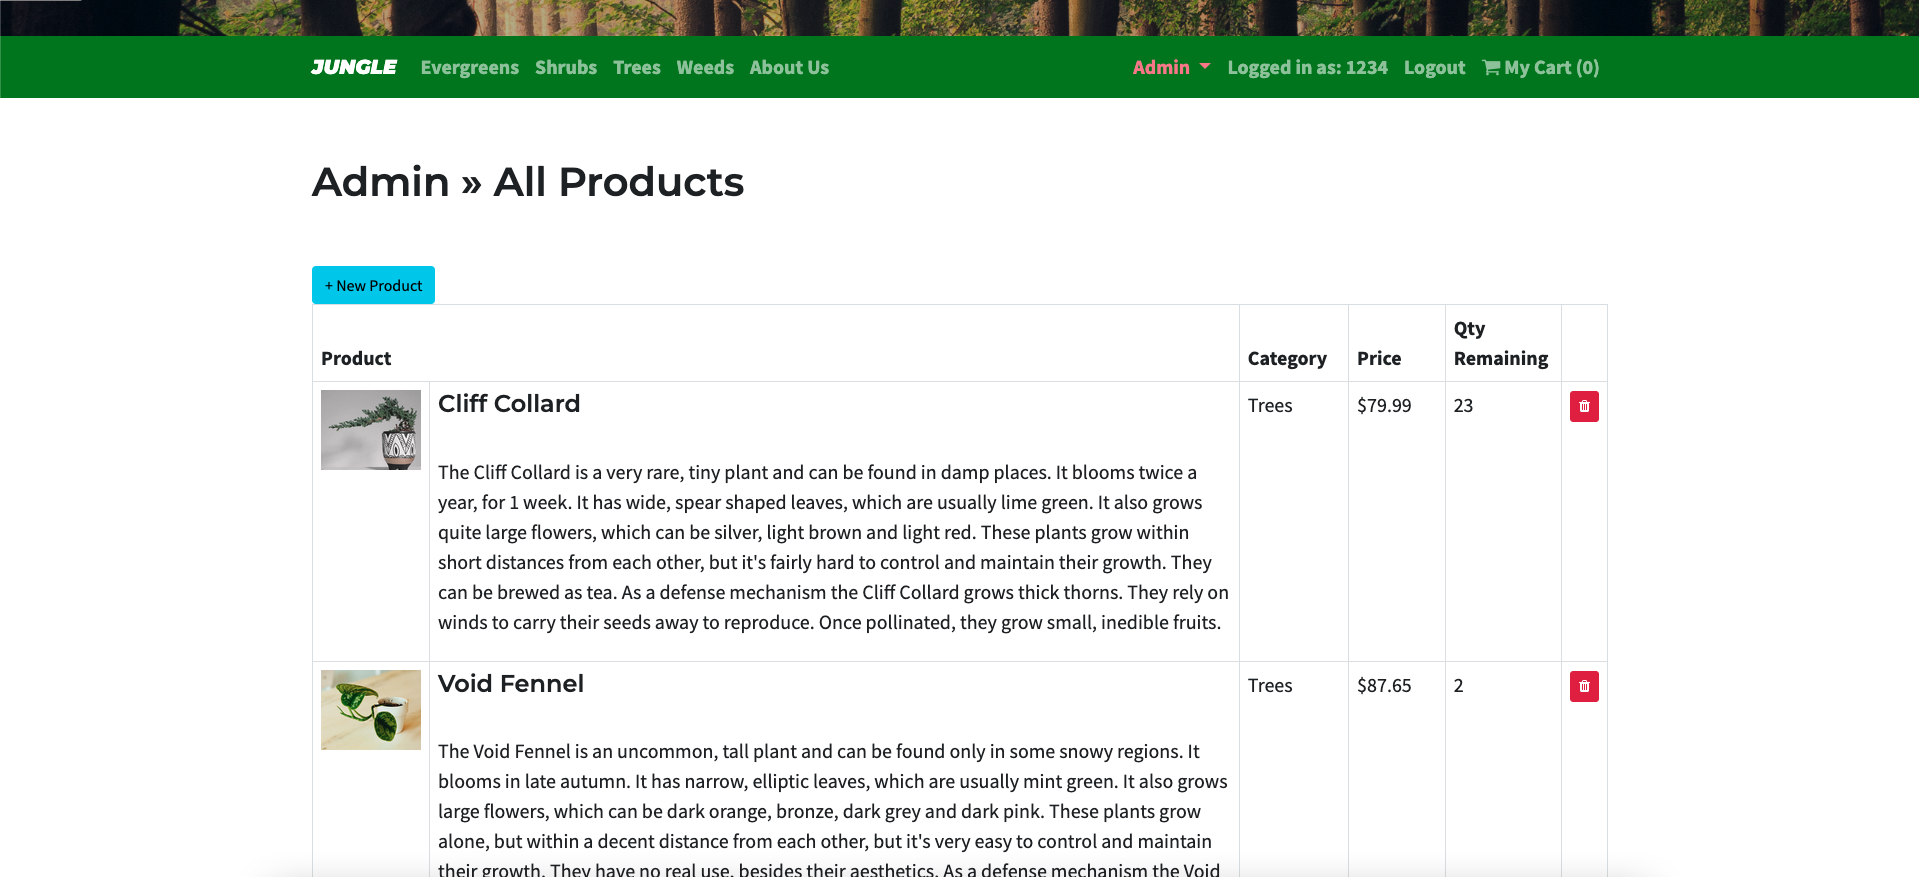 JUNGLE Evergreens Shrubs Trees Weeds About Us Admin Logged in as: 1234 Logout My Cart (0)
Admin » All Products
+ New Product
Product Category Price Qty Remaining
Cliff Collard Trees $79.99 23
The Cliff Collard is a very rare, tiny plant and can be found in damp places. It blooms twice a
year, for 1 week. It has wide, spear shaped leaves, which are usually lime green. It also grows
quite large flowers, which can be silver, light brown and light red. These plants grow within
short distances from each other, but it's fairly hard to control and maintain their growth. They
can be brewed as tea. As a defense mechanism the Cliff Collard grows thick thorns. They rely on
winds to carry their seeds away to reproduce. Once pollinated, they grow small, inedible fruits.
Void Fennel Trees $87.65 2
The Void Fennel is an uncommon, tall plant and can be found only in some snowy regions. It
blooms in late autumn. It has narrow, elliptic leaves, which are usually mint green. It also grows
large flowers, which can be dark orange, bronze, dark grey and dark pink. These plants grow
alone, but within a decent distance from each other, but it's very easy to control and maintain
their growth. They have no real use, besides their aesthetics. As a defense mechanism the Void